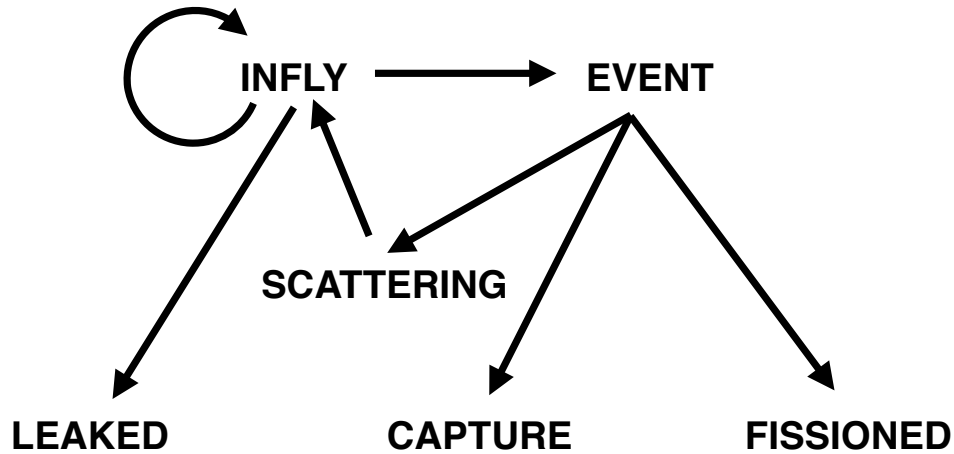 INFLY
EVENT
SCATTERING
LEAKED
CAPTURE
FISSIONED